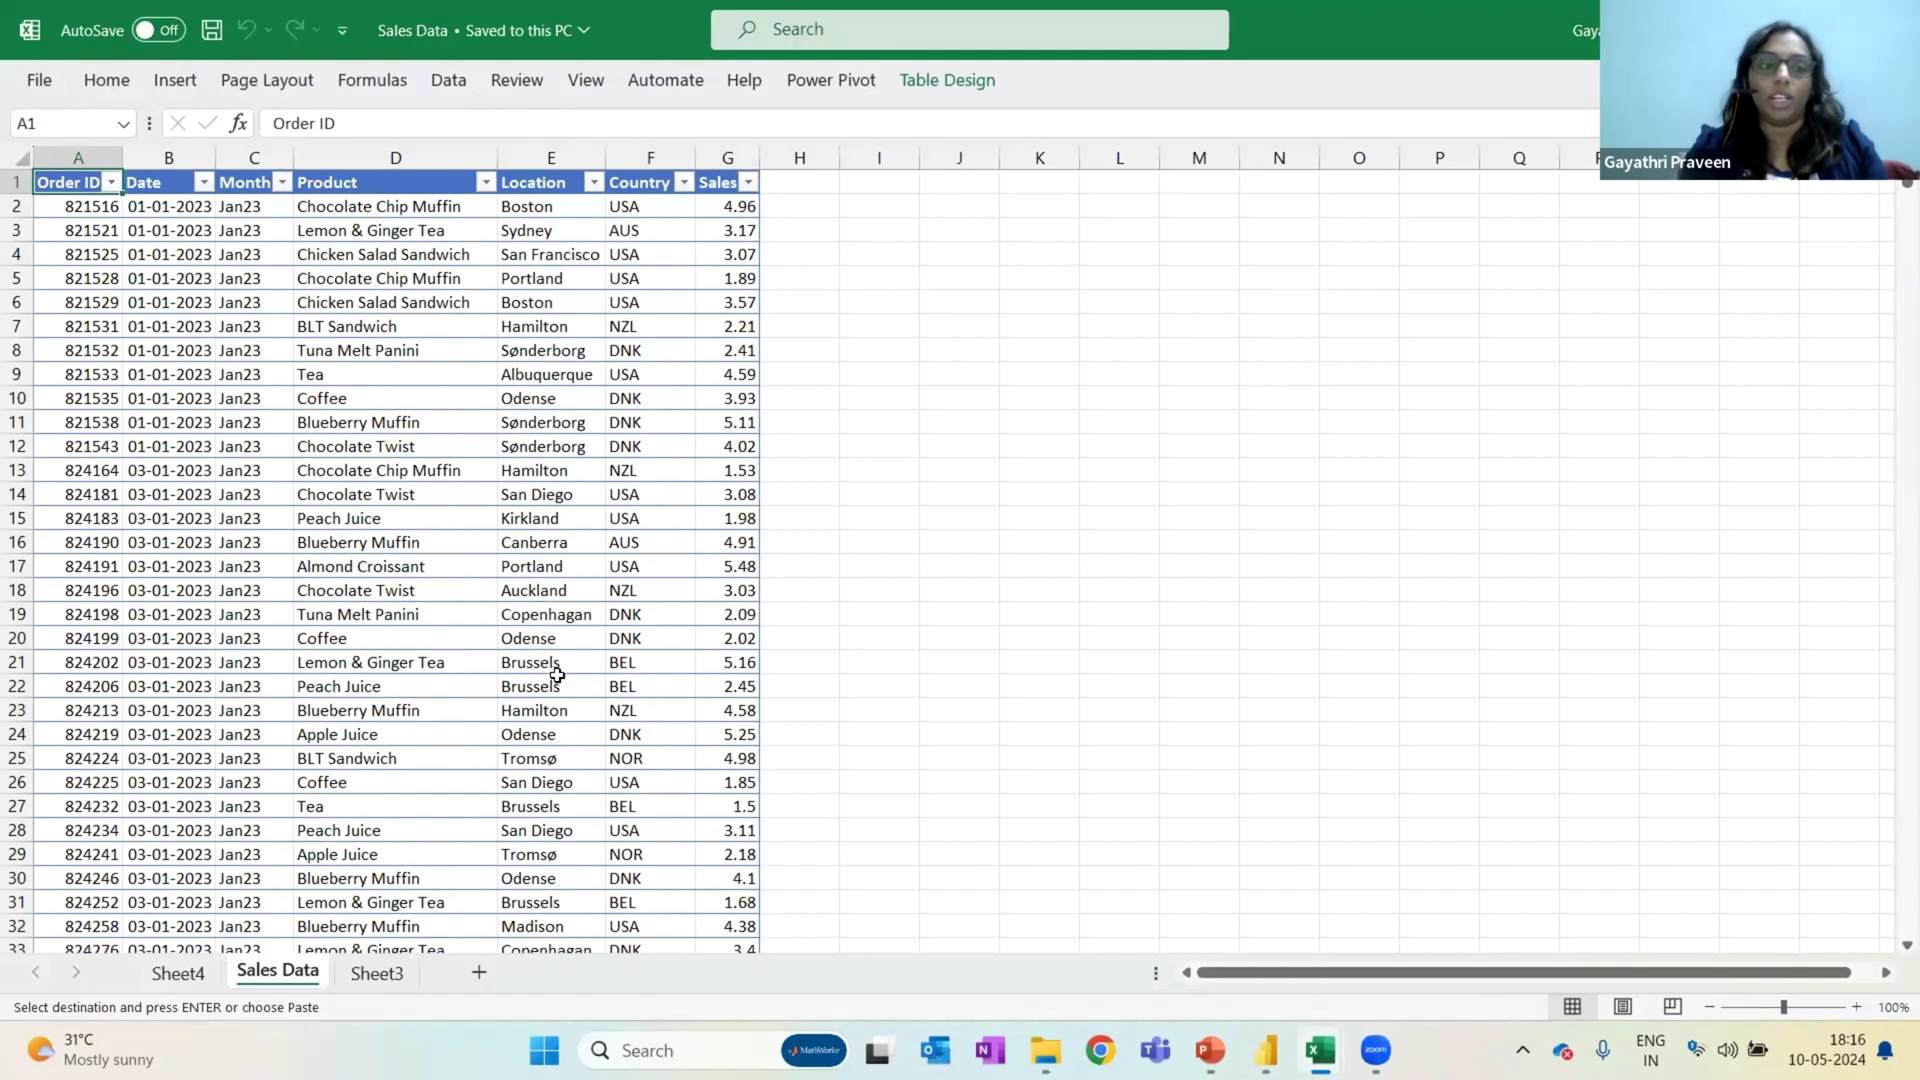 AutoSave Off Sales Data • Saved to this PC Search Gaya
File Home Insert Page Layout Formulas Data Review View Automate Help Power Pivot Table Design
A1 fx Order ID
Gayathri Praveen
A B C D E F G H I J K L M N O P Q
1 Order ID Date Month Product Location Country Sales
2 821516 01-01-2023 Jan23 Chocolate Chip Muffin Boston USA 4.96
3 821521 01-01-2023 Jan23 Lemon & Ginger Tea Sydney AUS 3.17
4 821525 01-01-2023 Jan23 Chicken Salad Sandwich San Francisco USA 3.07
5 821528 01-01-2023 Jan23 Chocolate Chip Muffin Portland USA 1.89
6 821529 01-01-2023 Jan23 Chicken Salad Sandwich Boston USA 3.57
7 821531 01-01-2023 Jan23 BLT Sandwich Hamilton NZL 2.21
8 821532 01-01-2023 Jan23 Tuna Melt Panini Sønderborg DNK 2.41
9 821533 01-01-2023 Jan23 Tea Albuquerque USA 4.59
10 821535 01-01-2023 Jan23 Coffee Odense DNK 3.93
11 821538 01-01-2023 Jan23 Blueberry Muffin Sønderborg DNK 5.11
12 821543 01-01-2023 Jan23 Chocolate Twist Sønderborg DNK 4.02
13 824164 03-01-2023 Jan23 Chocolate Chip Muffin Hamilton NZL 1.53
14 824181 03-01-2023 Jan23 Chocolate Twist San Diego USA 3.08
15 824183 03-01-2023 Jan23 Peach Juice Kirkland USA 1.98
16 824190 03-01-2023 Jan23 Blueberry Muffin Canberra AUS 4.91
17 824191 03-01-2023 Jan23 Almond Croissant Portland USA 5.48
18 824196 03-01-2023 Jan23 Chocolate Twist Auckland NZL 3.03
19 824198 03-01-2023 Jan23 Tuna Melt Panini Copenhagan DNK 2.09
20 824199 03-01-2023 Jan23 Coffee Odense DNK 2.02
21 824202 03-01-2023 Jan23 Lemon & Ginger Tea Brussels BEL 5.16
22 824206 03-01-2023 Jan23 Peach Juice Brussels BEL 2.45
23 824213 03-01-2023 Jan23 Blueberry Muffin Hamilton NZL 4.58
24 824219 03-01-2023 Jan23 Apple Juice Odense DNK 5.25
25 824224 03-01-2023 Jan23 BLT Sandwich Tromsø NOR 4.98
26 824225 03-01-2023 Jan23 Coffee San Diego USA 1.85
27 824232 03-01-2023 Jan23 Tea Brussels BEL 1.5
28 824234 03-01-2023 Jan23 Peach Juice San Diego USA 3.11
29 824241 03-01-2023 Jan23 Apple Juice Tromsø NOR 2.18
30 824246 03-01-2023 Jan23 Blueberry Muffin Odense DNK 4.1
31 824252 03-01-2023 Jan23 Lemon & Ginger Tea Brussels BEL 1.68
32 824258 03-01-2023 Jan23 Blueberry Muffin Madison USA 4.38
33 824276 03-01-2023 Jan23 Lemon & Ginger Tea Copenhagan DNK 3.4
Sheet4 Sales Data Sheet3
Select destination and press ENTER or choose Paste 100%
31°C
Mostly sunny
Search MathWorks zoom
ENG
IN
18:16
10-05-2024